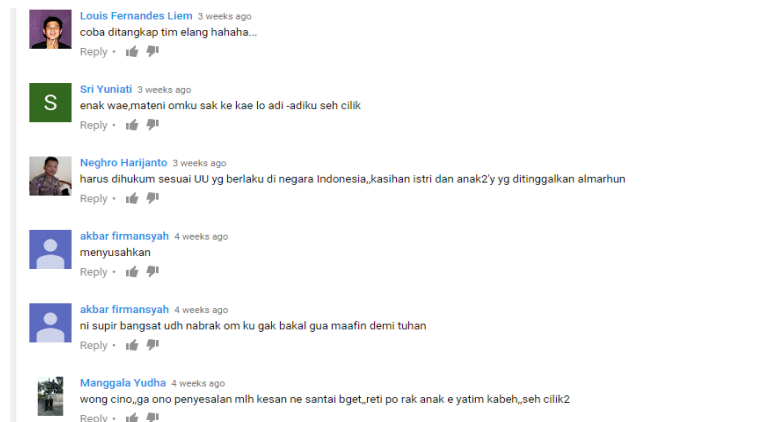 Louis Fernandes Liem 3 weeks ago
coba ditangkap tim elang hahaha...
Reply •
S
Sri Yuniati 3 weeks ago
enak wae,mateni omku sak ke kae lo adi -adiku seh cilik
Reply •
Neghro Harijanto 3 weeks ago
harus dihukum sesuai UU yg berlaku di negara Indonesia,,kasihan istri dan anak2'y yg ditinggalkan almarhun
Reply •
akbar firmansyah 4 weeks ago
menyusahkan
Reply •
akbar firmansyah 4 weeks ago
ni supir bangsat udh nabrak om ku gak bakal gua maafin demi tuhan
Reply •
Manggala Yudha 4 weeks ago
wong cino,,ga ono penyesalan mlh kesan ne santai bget,,reti po rak anak e yatim kabeh,,seh cilik2
Reply •